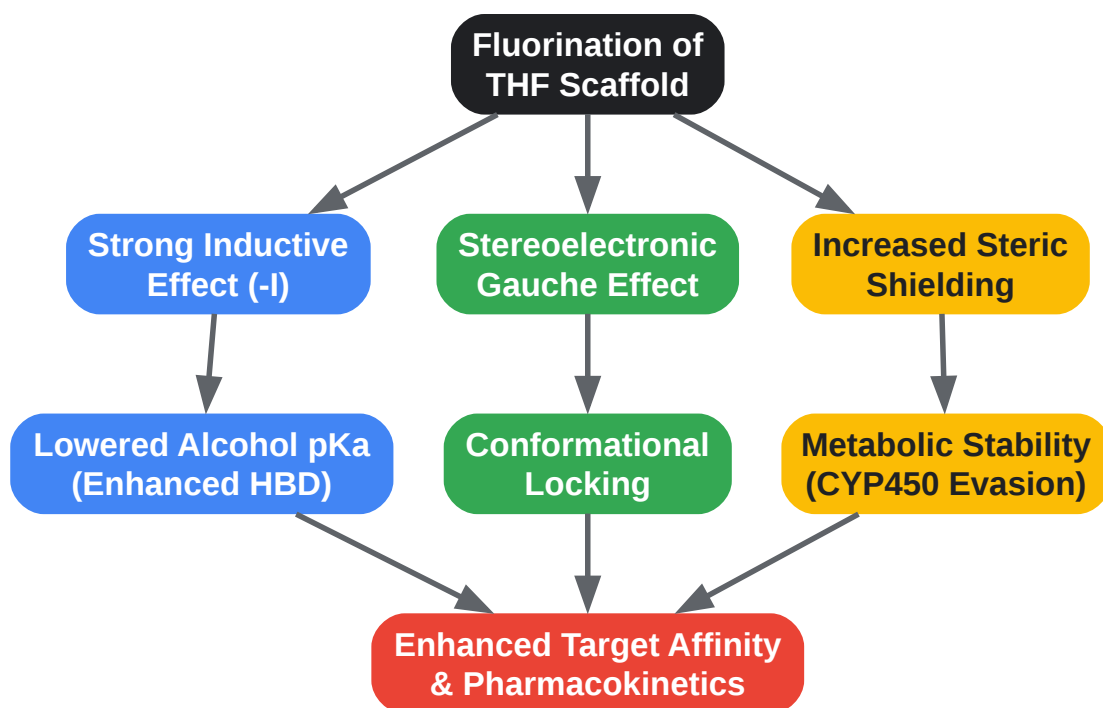 Fluorination of
THF Scaffold
Strong Inductive
Effect (-I)
Stereoelectronic
Gauche Effect
Increased Steric
Shielding
Lowered Alcohol pKa
(Enhanced HBD)
Conformational
Locking
Metabolic Stability
(CYP450 Evasion)
Enhanced Target Affinity
& Pharmacokinetics